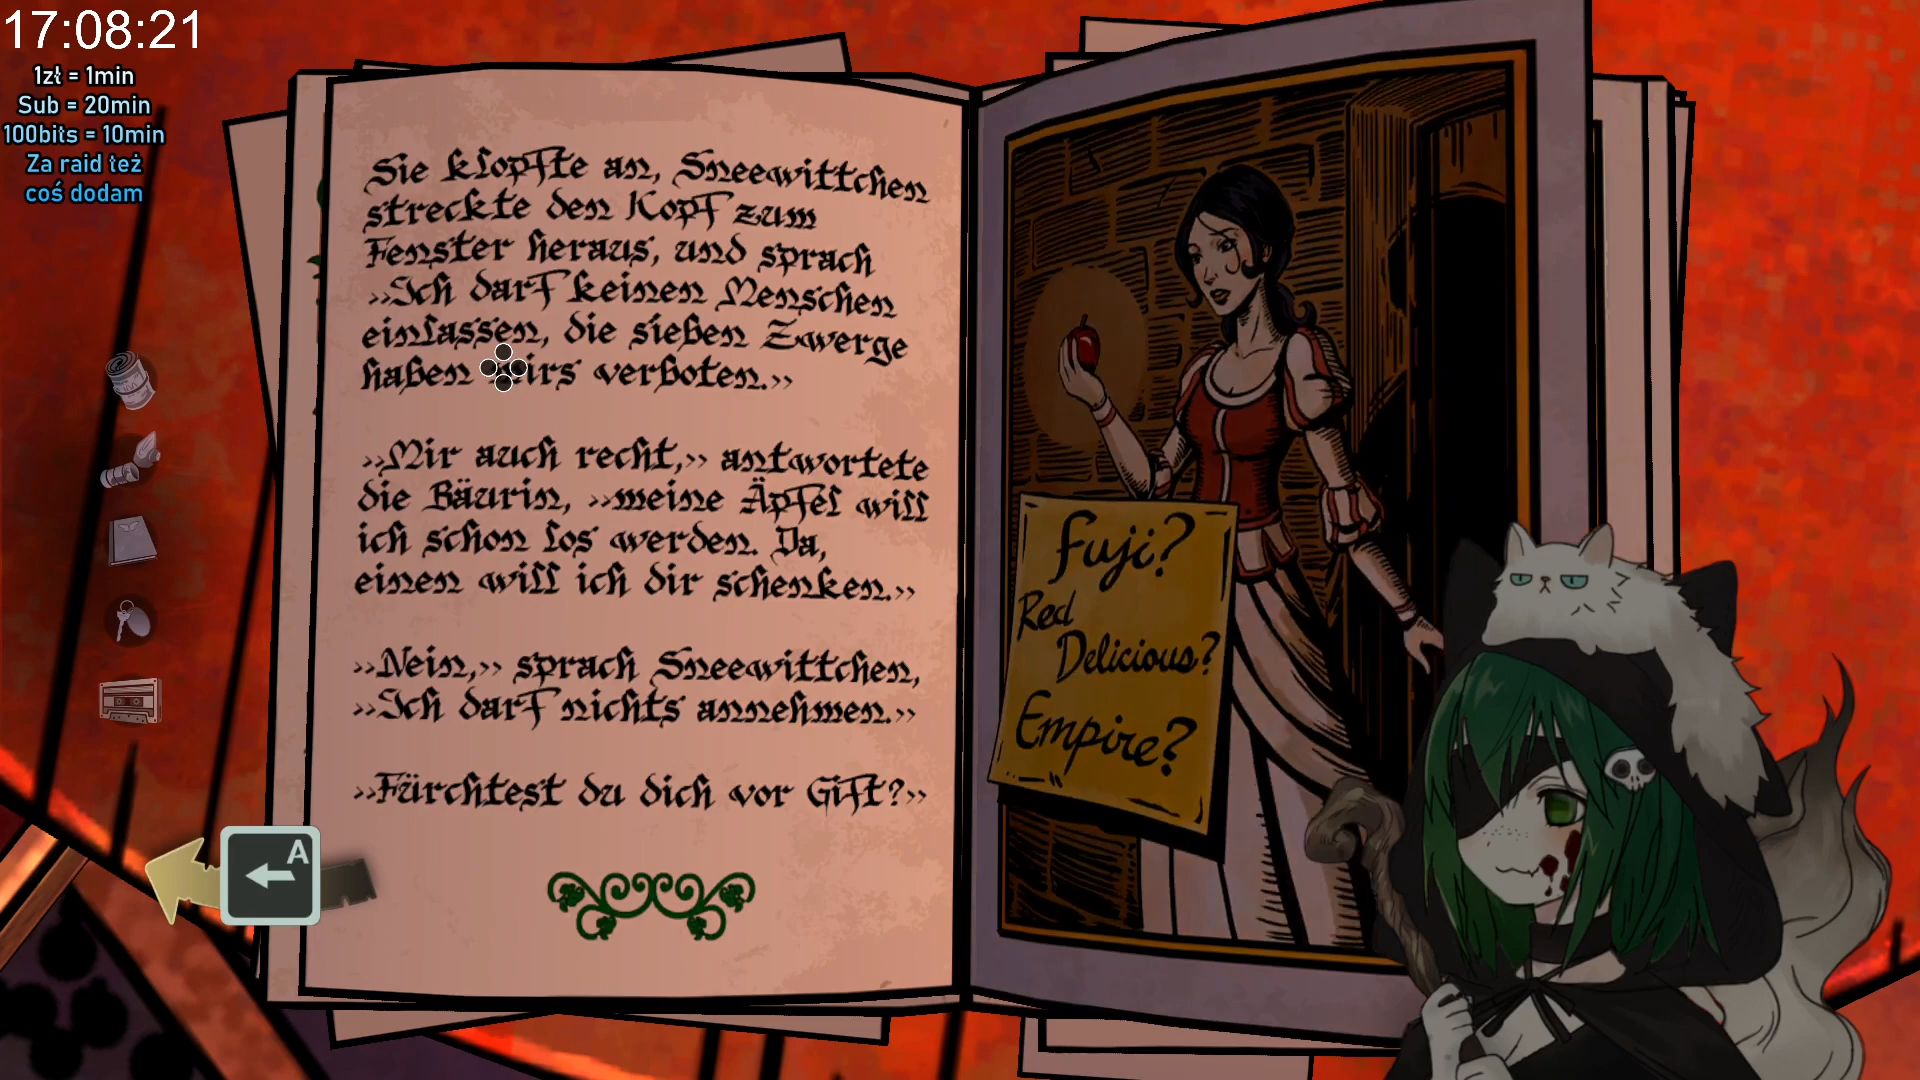 17:08:21
1zł = 1min
Sub = 20min
100bits = 10min
Za raid też
coś dodam
Sie klopfte an, Sneewittchen
streckte den Kopf zum
Fenster heraus, und sprach
»Ich darf keinen Menschen
einlassen, die sieben Zwerge
haben mirs verboten.»
»Mir auch recht,» antwortete
die Bäurin, »meine Äpfel will
ich schon los werden. Da,
einen will ich dir schenken.»
»Nein,» sprach Sneewittchen,
»Ich darf nichts annehmen.»
»Fürchtest du dich vor Gift?»
Fuji?
Red
Delicious?
Empire?
A